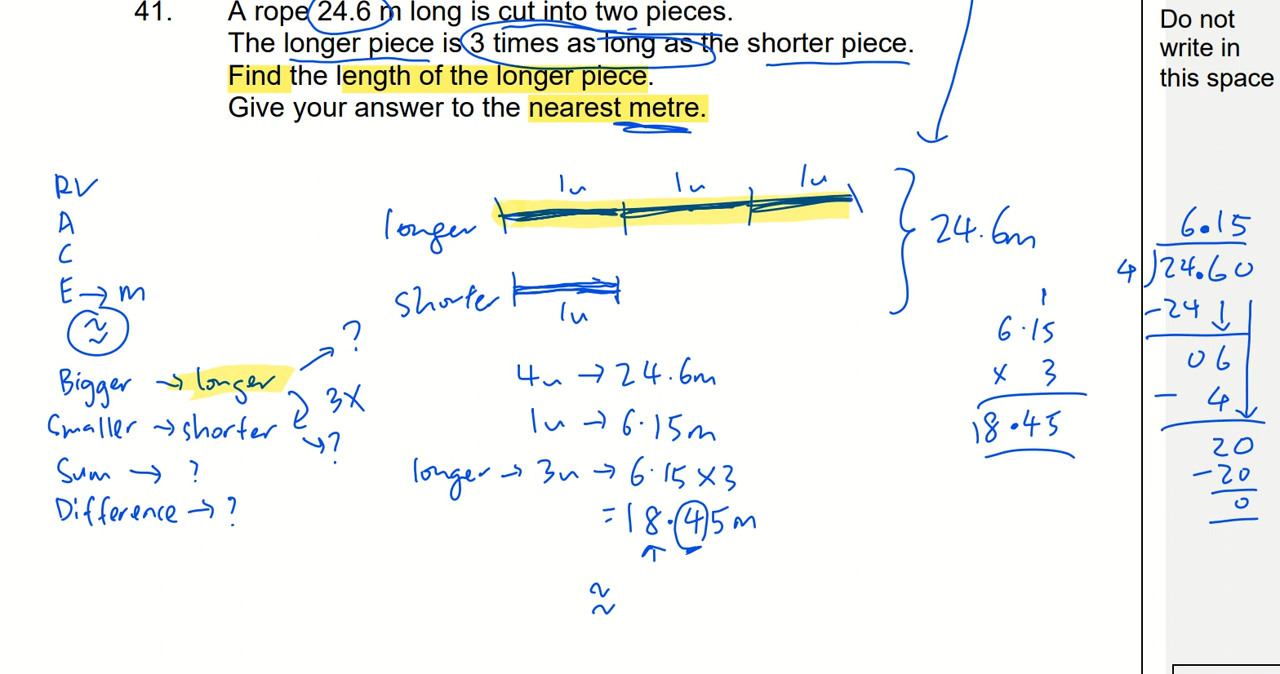 41. A rope 24.6 m long is cut into two pieces.
The longer piece is 3 times as long as the shorter piece.
Find the length of the longer piece.
Give your answer to the nearest metre.
Do not
write in
this space
RV
A
C
E → m
≈
Bigger → longer → ?
3x
Smaller → shorter → ?
Sum → ?
Difference → ?
1u 1u 1u
longer
shorter
1u
24.6m
4u → 24.6m
1u → 6.15m
longer → 3u → 6.15 x 3
= 18.45m
≈
1
6.15
x 3
18.45
6.15
4)24.60
-24
06
- 4
20
-20
0